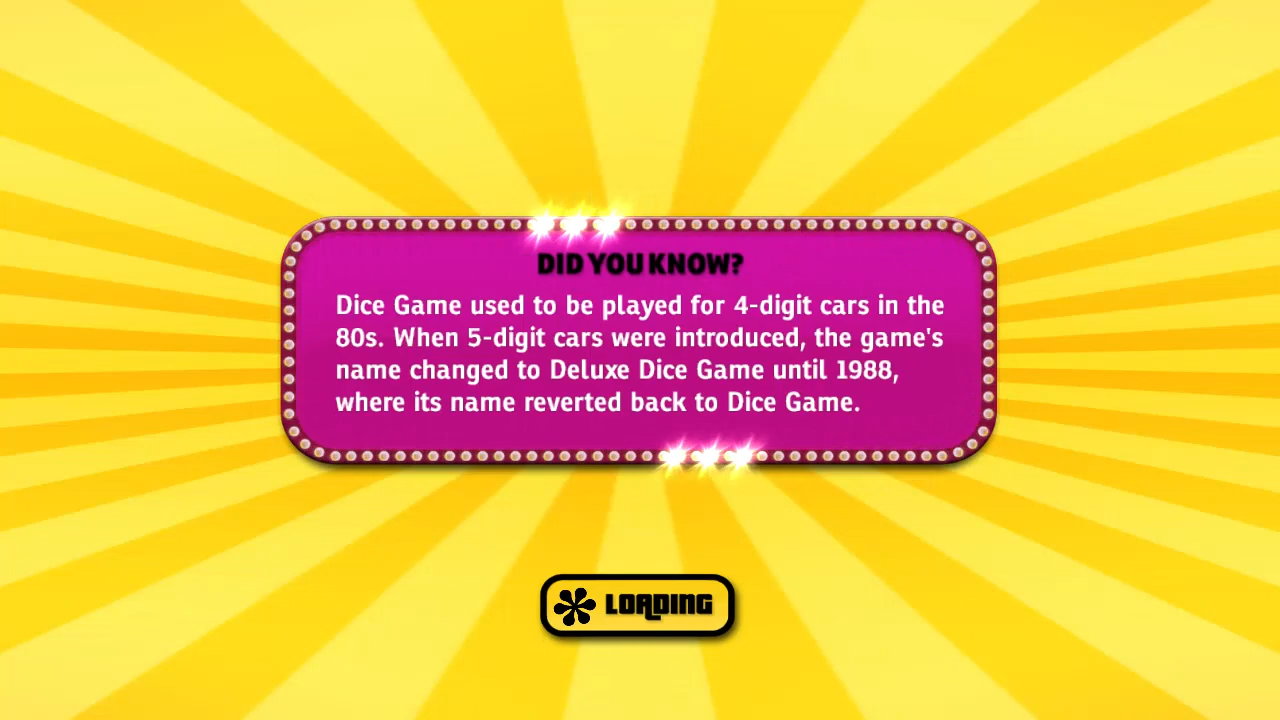 DID YOU KNOW?
Dice Game used to be played for 4-digit cars in the
80s. When 5-digit cars were introduced, the game's
name changed to Deluxe Dice Game until 1988,
where its name reverted back to Dice Game.
LOADING